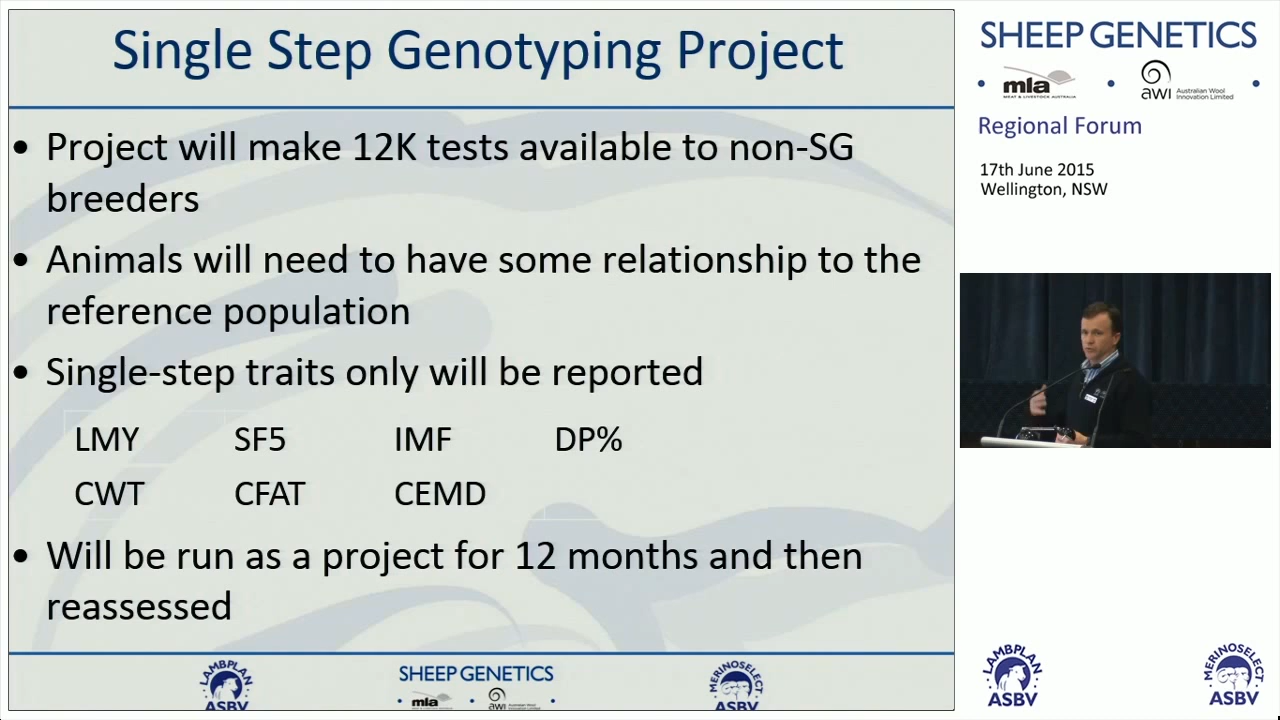 Single Step Genotyping Project
• Project will make 12K tests available to non-SG
breeders
• Animals will need to have some relationship to the
reference population
• Single-step traits only will be reported
LMY SF5 IMF DP%
CWT CFAT CEMD
• Will be run as a project for 12 months and then
reassessed
LAMBPLAN
ASBV
SHEEP GENETICS
mla
awi
MERINOSELECT
ASBV
SHEEP GENETICS
mla
MEAT & LIVESTOCK AUSTRALIA
awi
Australian Wool
Innovation Limited
Regional Forum
17th June 2015
Wellington, NSW
LAMBPLAN
ASBV
MERINOSELECT
ASBV